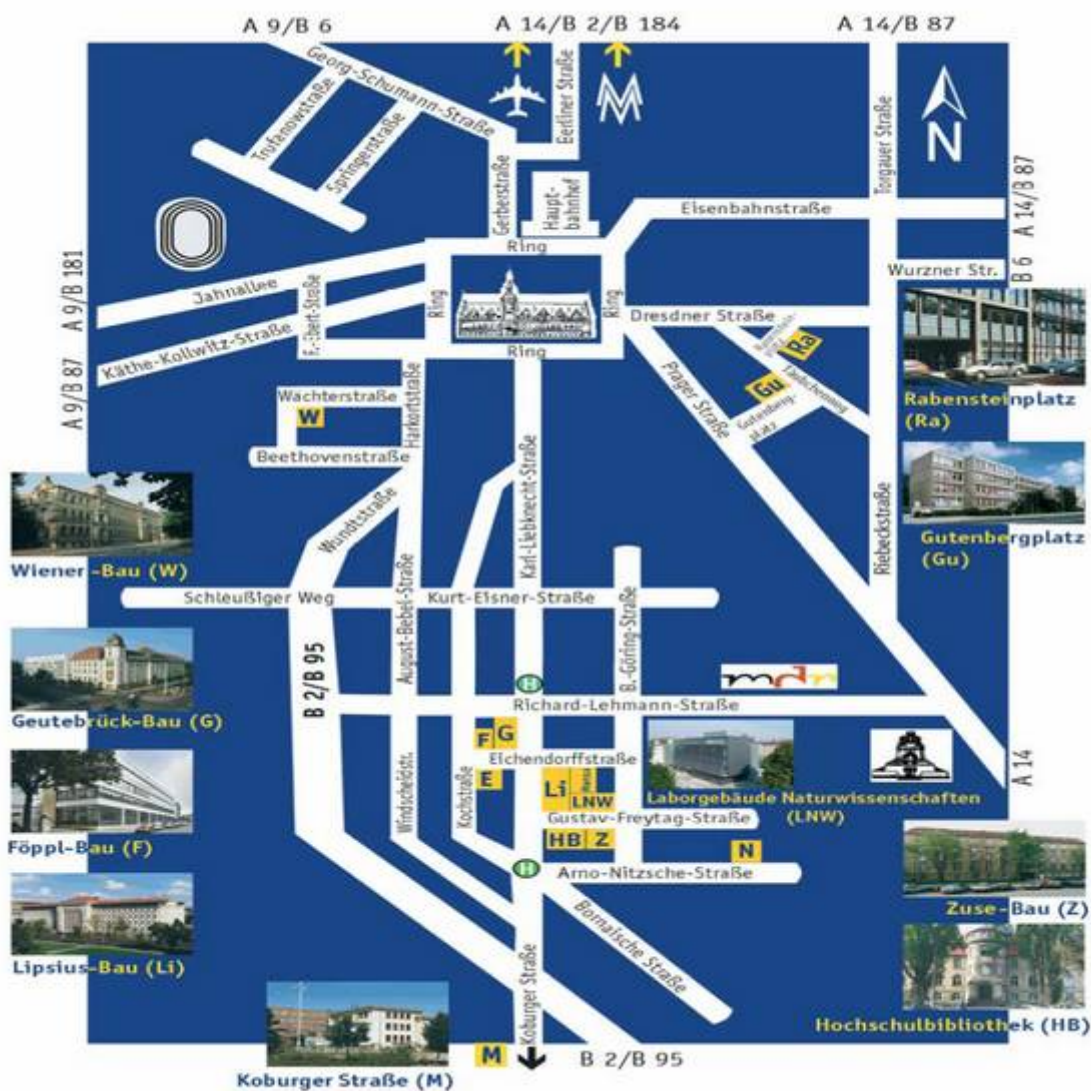 A 9/B 6
A 14/B 2/B 184
A 14/B 87
Georg-Schumann-Straße
Trufanowstraße
Springerstraße
Gerberstraße
Eerliner Straße
Torgauer Straße
N
Haupt-
bahnhof
Eisenbahnstraße
A 14/B 87
Ring
Wurzner Str.
B 6
A 9/B 181
Jahnallee
Ring
Ring
Dresdner Straße
F.-Ebert-Straße
Käthe-Kollwitz-Straße
A 9/B 87
Ring
Ra
Täubchenweg
Rabensteinplatz
(Ra)
Prager Straße
Gu
Gutenberg-
platz
Wachterstraße
W
Harkortstraße
Beethovenstraße
Karl-Liebknecht-Straße
Riebeckstraße
Gutenbergplatz
(Gu)
Wiener-Bau (W)
Wundtstraße
August-Bebel-Straße
Schleußiger Weg
Kurt-Eisner-Straße
B.-Göring-Straße
B 2/B 95
Geutebrück-Bau (G)
H
mdr
Richard-Lehmann-Straße
F
G
Eichendorffstraße
Windscheidstr.
Kochstraße
E
Li
Mensa
LNW
Laborgebäude Naturwissenschaften
(LNW)
A 14
Gustav-Freytag-Straße
Föppl-Bau (F)
HB
Z
N
H
Arno-Nitzsche-Straße
Zuse-Bau (Z)
Lipsius-Bau (Li)
Bornaische Straße
Koburger Straße
Hochschulbibliothek (HB)
M
B 2/B 95
Koburger Straße (M)